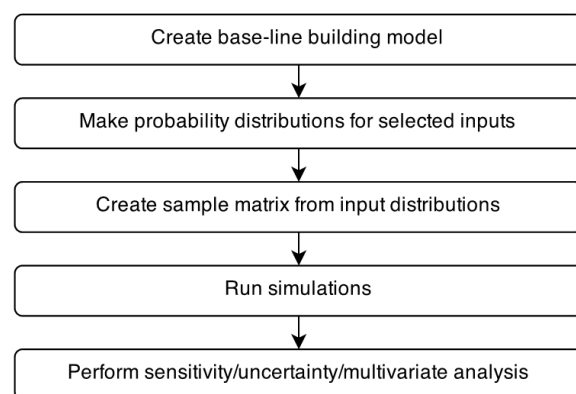 Create base-line building model
Make probability distributions for selected inputs
Create sample matrix from input distributions
Run simulations
Perform sensitivity/uncertainty/multivariate analysis